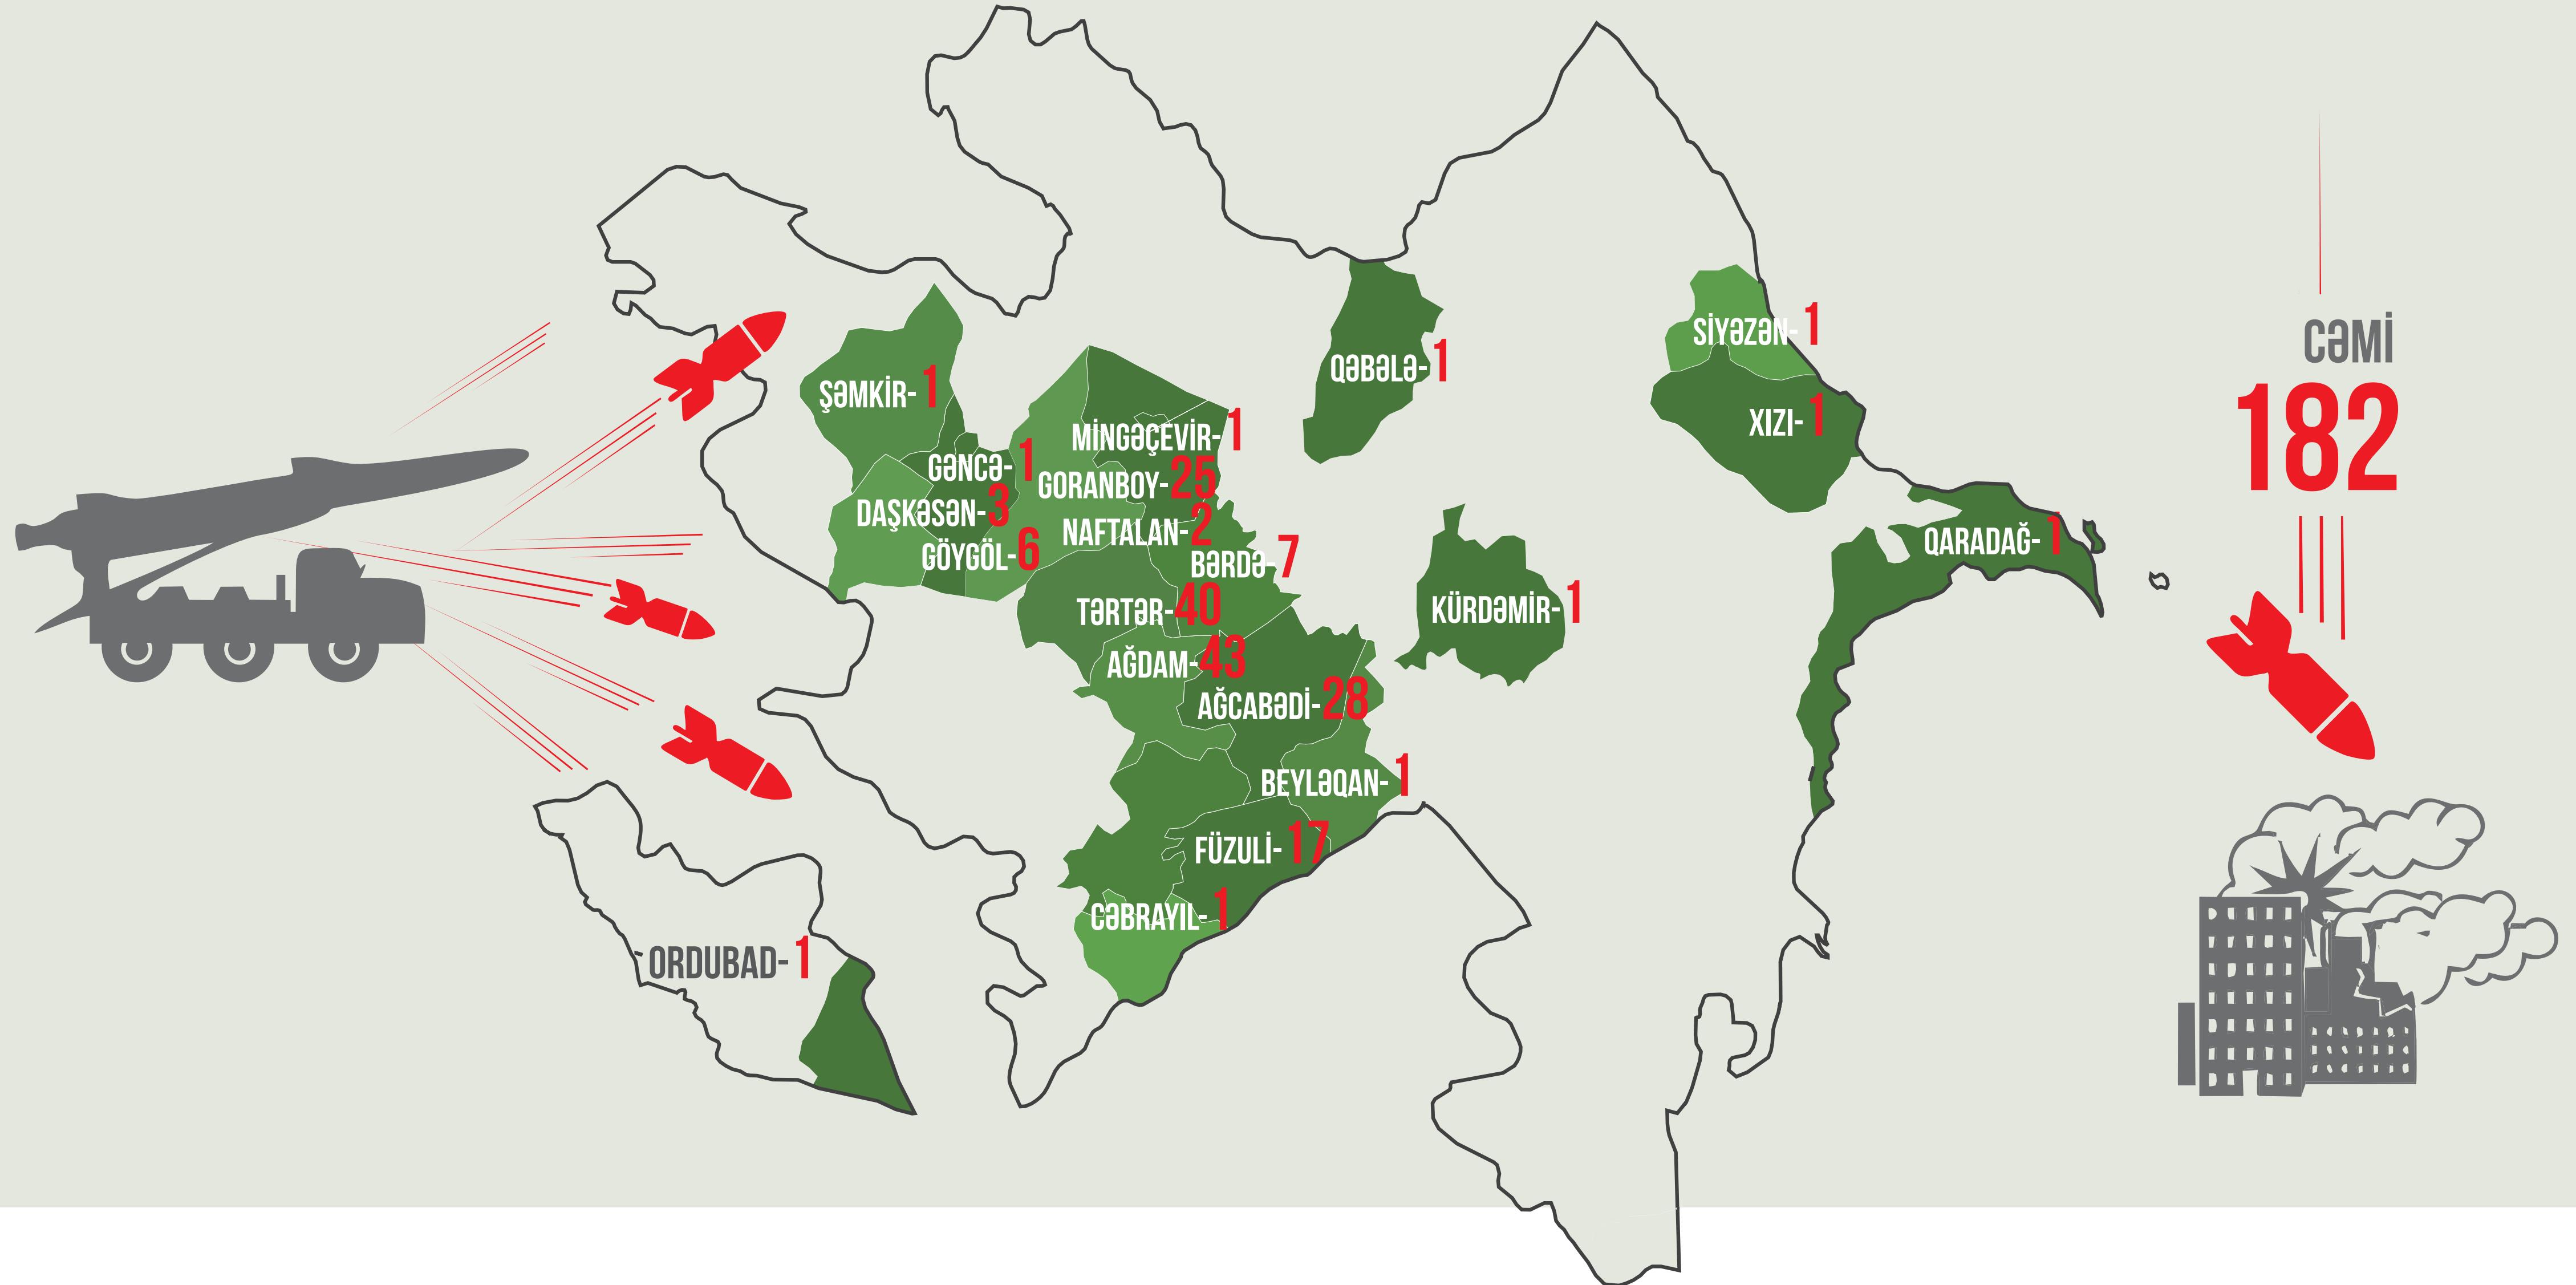 SİYƏZƏN-1
QƏBƏLƏ-1
ŞƏMKİR-1
XIZI-1
MİNGƏÇEVİR-1
GƏNCƏ-1
GORANBOY-25
DAŞKƏSƏN-3
NAFTALAN-2
QARADAĞ-1
GÖYGÖL-6
BƏRDƏ-7
TƏRTƏR-40
KÜRDƏMİR-1
AĞDAM-43
AĞCABƏDİ-28
BEYLƏQAN-1
FÜZULİ-17
CƏBRAYIL-1
ORDUBAD-1
CƏMİ
182